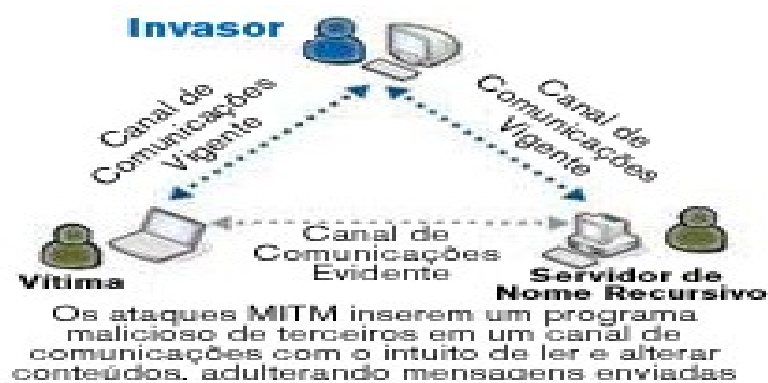 Invasor
Canal de
Comunicações
Vigente
Canal de
Comunicações
Vigente
Canal de
Comunicações
Evidente
Vítima
Servidor de
Nome Recursivo
Os ataques MITM inserem um programa
malicioso de terceiros em um canal de
comunicações com o intuito de ler e alterar
conteúdos, adulterando mensagens enviadas